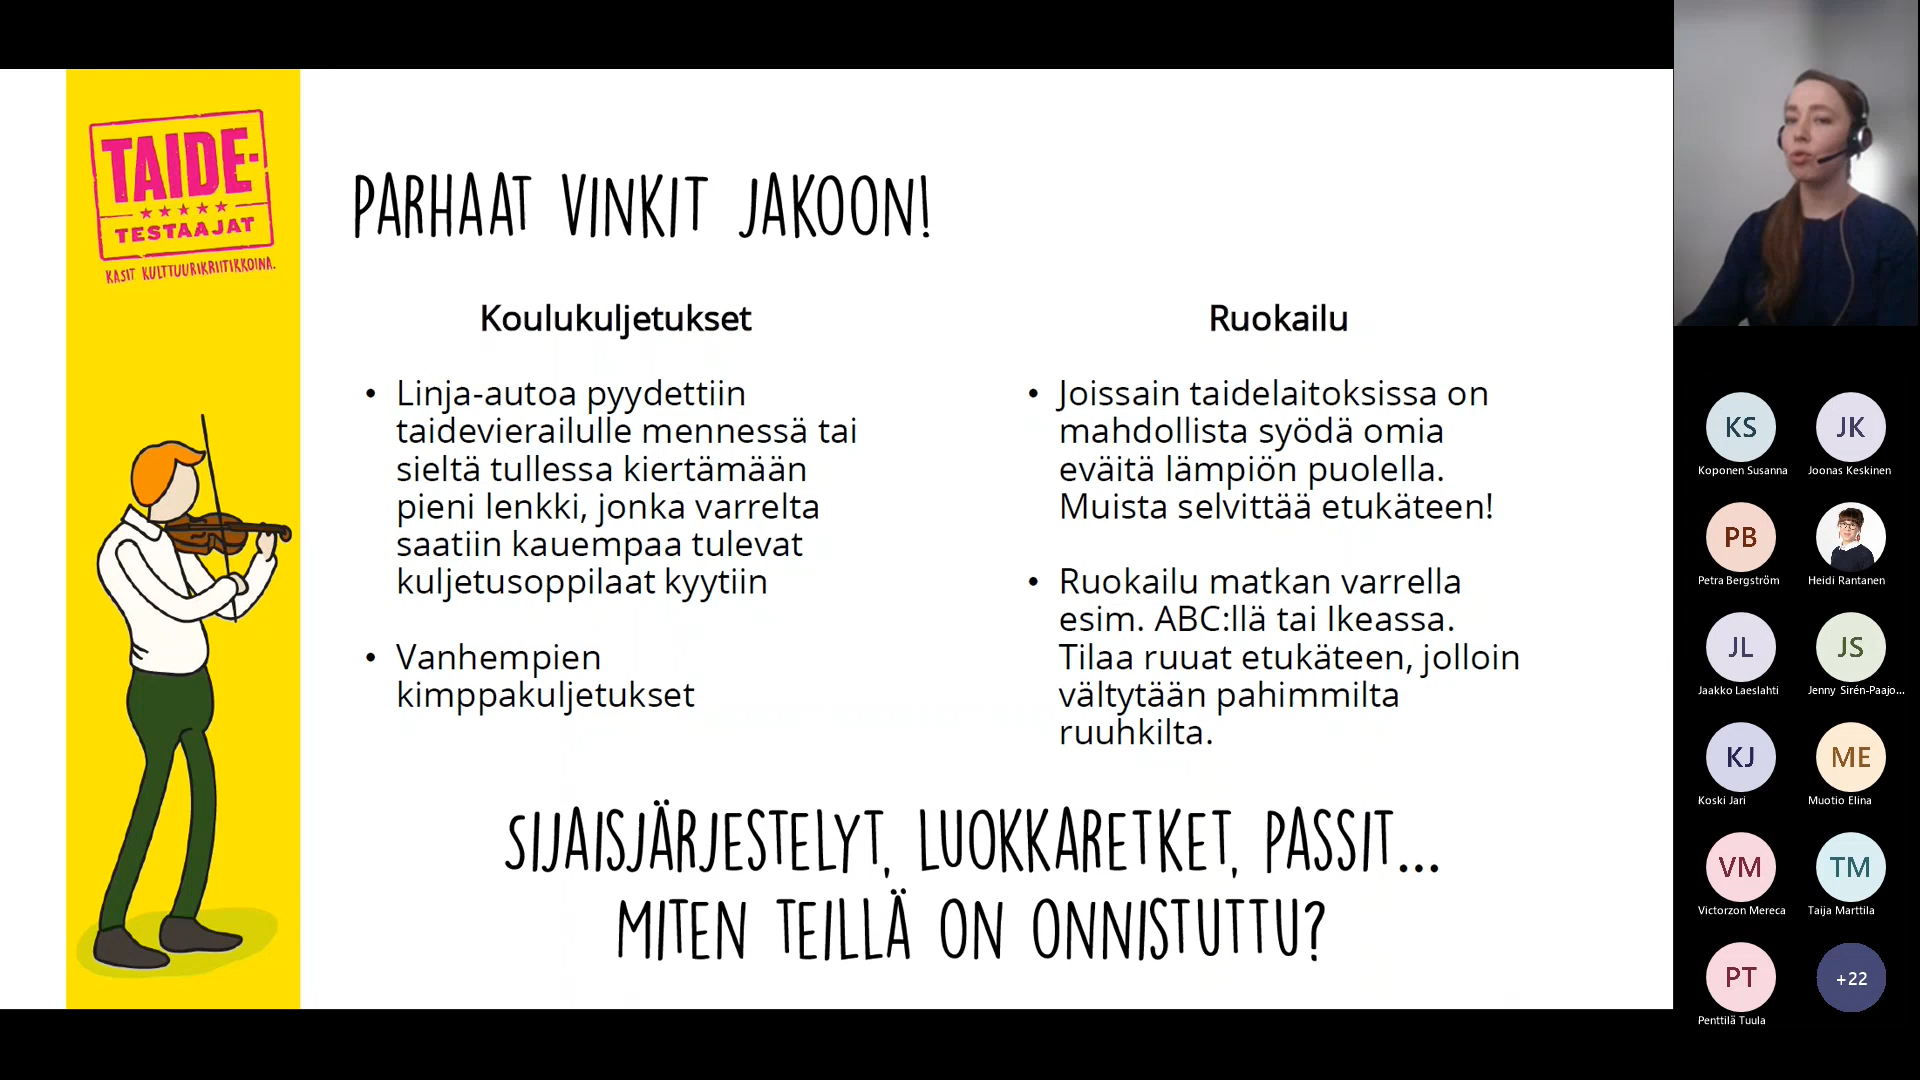 TAIDE-
TESTAAJAT
KASIT KULTTUURIKRIITIKKOINA.
PARHAAT VINKIT JAKOON!
Koulukuljetukset
• Linja-autoa pyydettiin
taidevierailulle mennessä tai
sieltä tullessa kiertämään
pieni lenkki, jonka varrelta
saatiin kauempaa tulevat
kuljetusoppilaat kyytiin
• Vanhempien
kimppakuljetukset
Ruokailu
• Joissain taidelaitoksissa on
mahdollista syödä omia
eväitä lämpiön puolella.
Muista selvittää etukäteen!
• Ruokailu matkan varrella
esim. ABC:llä tai Ikeassa.
Tilaa ruuat etukäteen, jolloin
vältytään pahimmilta
ruuhkilta.
SIJAISJÄRJESTELYT, LUOKKARETKET, PASSIT...
MITEN TEILLÄ ON ONNISTUTTU?
KS
Koponen Susanna
JK
Joonas Keskinen
PB
Petra Bergström
Heidi Rantanen
JL
Jaakko Laeslahti
JS
Jenny Sirén-Paajo...
KJ
Koski Jari
ME
Muotio Elina
VM
Victorzon Mereca
TM
Taija Marttila
PT
Penttilä Tuula
+22